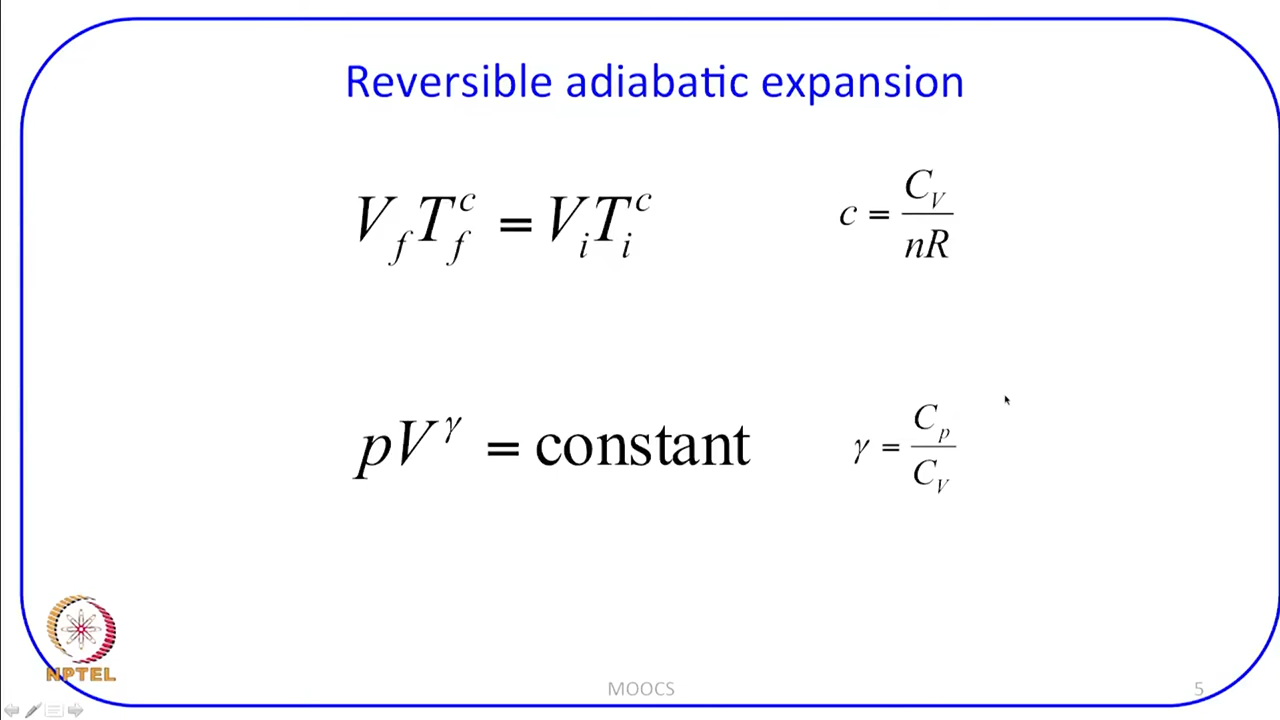 Reversible adiabatic expansion
V_f T_f^c = V_i T_i^c
c = C_V / nR
pV^γ = constant
γ = C_p / C_V
NPTEL
MOOCS
5